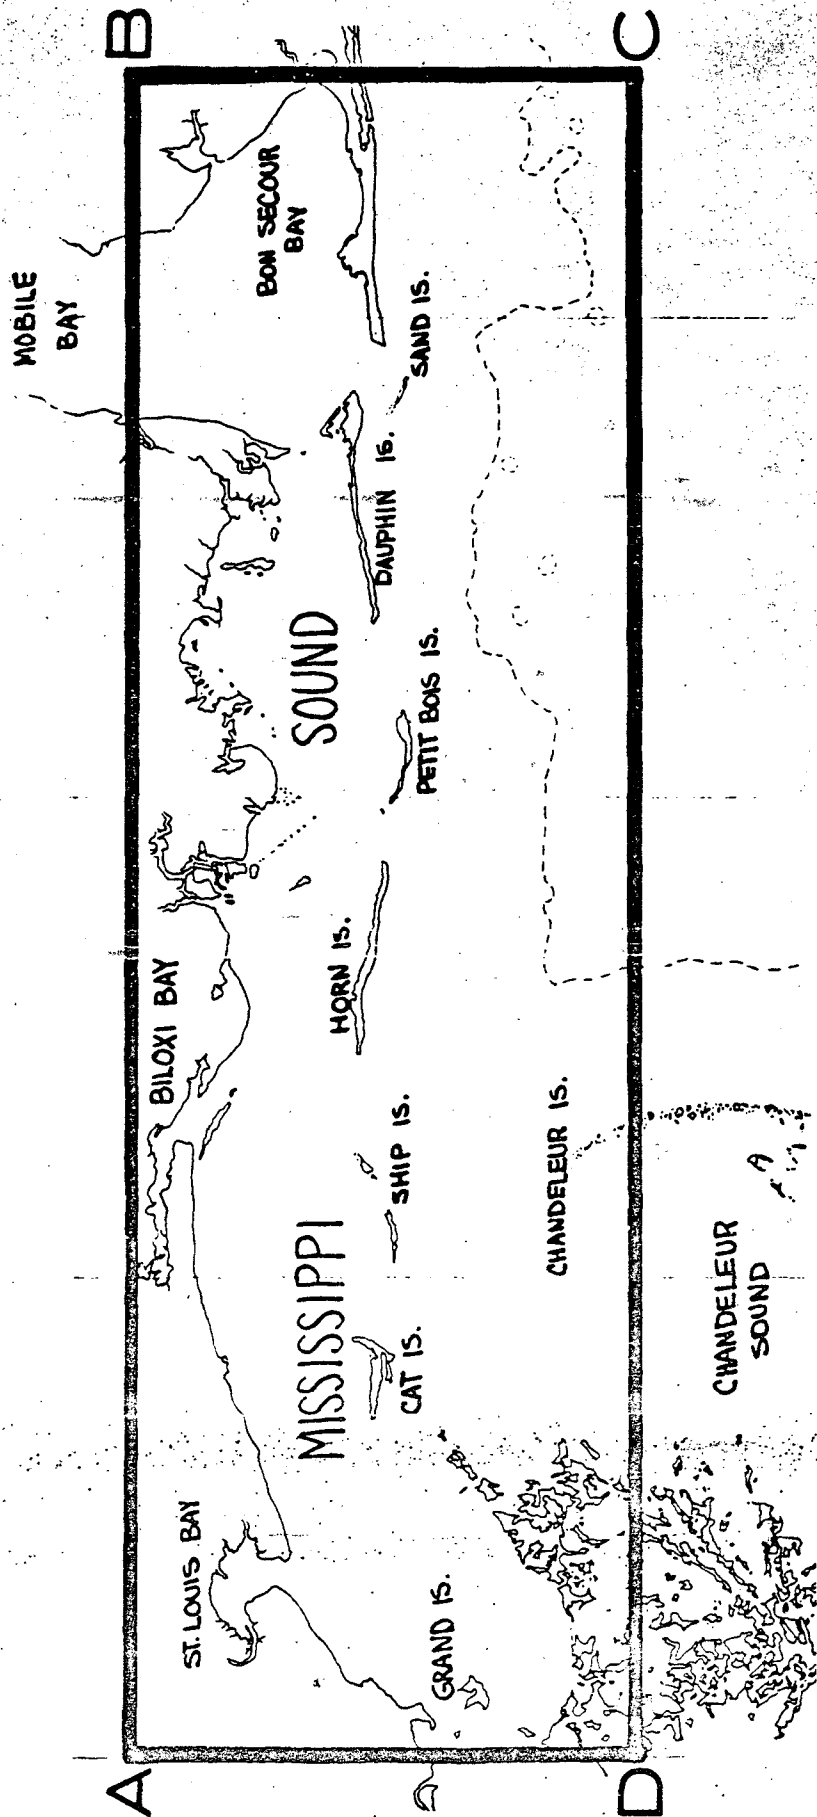 A
B
MOBILE
BAY
ST. LOUIS BAY
BILOXI BAY
BON SECOUR
BAY
MISSISSIPPI
SOUND
GRAND IS.
CAT IS.
SHIP IS.
HORN IS.
PETIT BOIS IS.
DAUPHIN IS.
SAND IS.
CHANDELEUR IS.
D
C
CHANDELEUR
SOUND